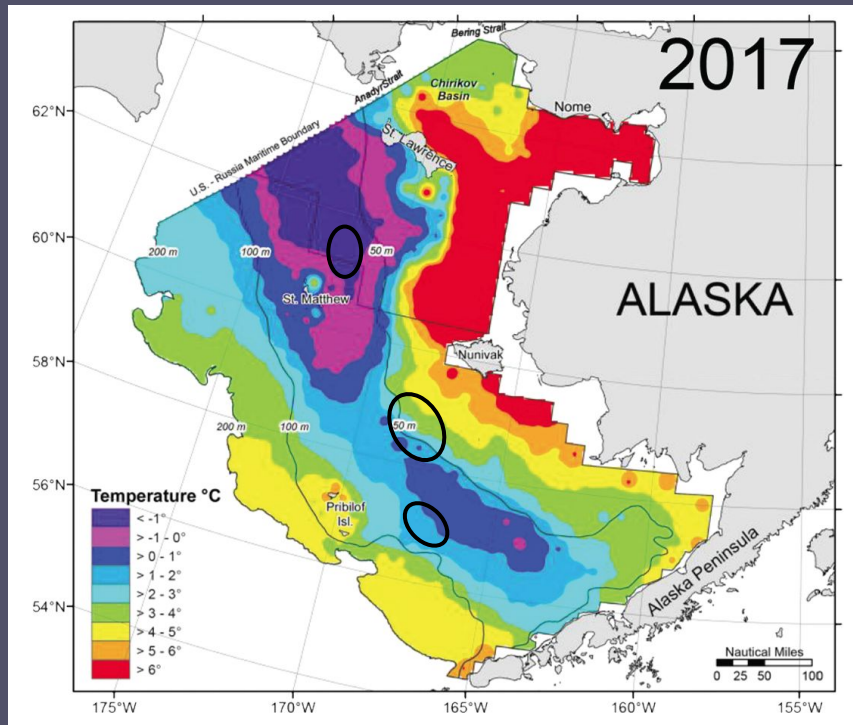 2017
Bering Strait
Chirikov
Basin
Anadyr Strait
Nome
62°N
St. Lawrence
U.S. - Russia Maritime Boundary
60°N
200 m
100 m
50 m
St. Matthew
ALASKA
58°N
Nunivak
200 m
100 m
50 m
56°N
Temperature °C
< -1°
> -1 - 0°
> 0 - 1°
> 1 - 2°
> 2 - 3°
> 3 - 4°
> 4 - 5°
> 5 - 6°
> 6°
Pribilof
Isl.
Alaska Peninsula
54°N
Nautical Miles
0 25 50 100
175°W
170°W
165°W
160°W
155°W